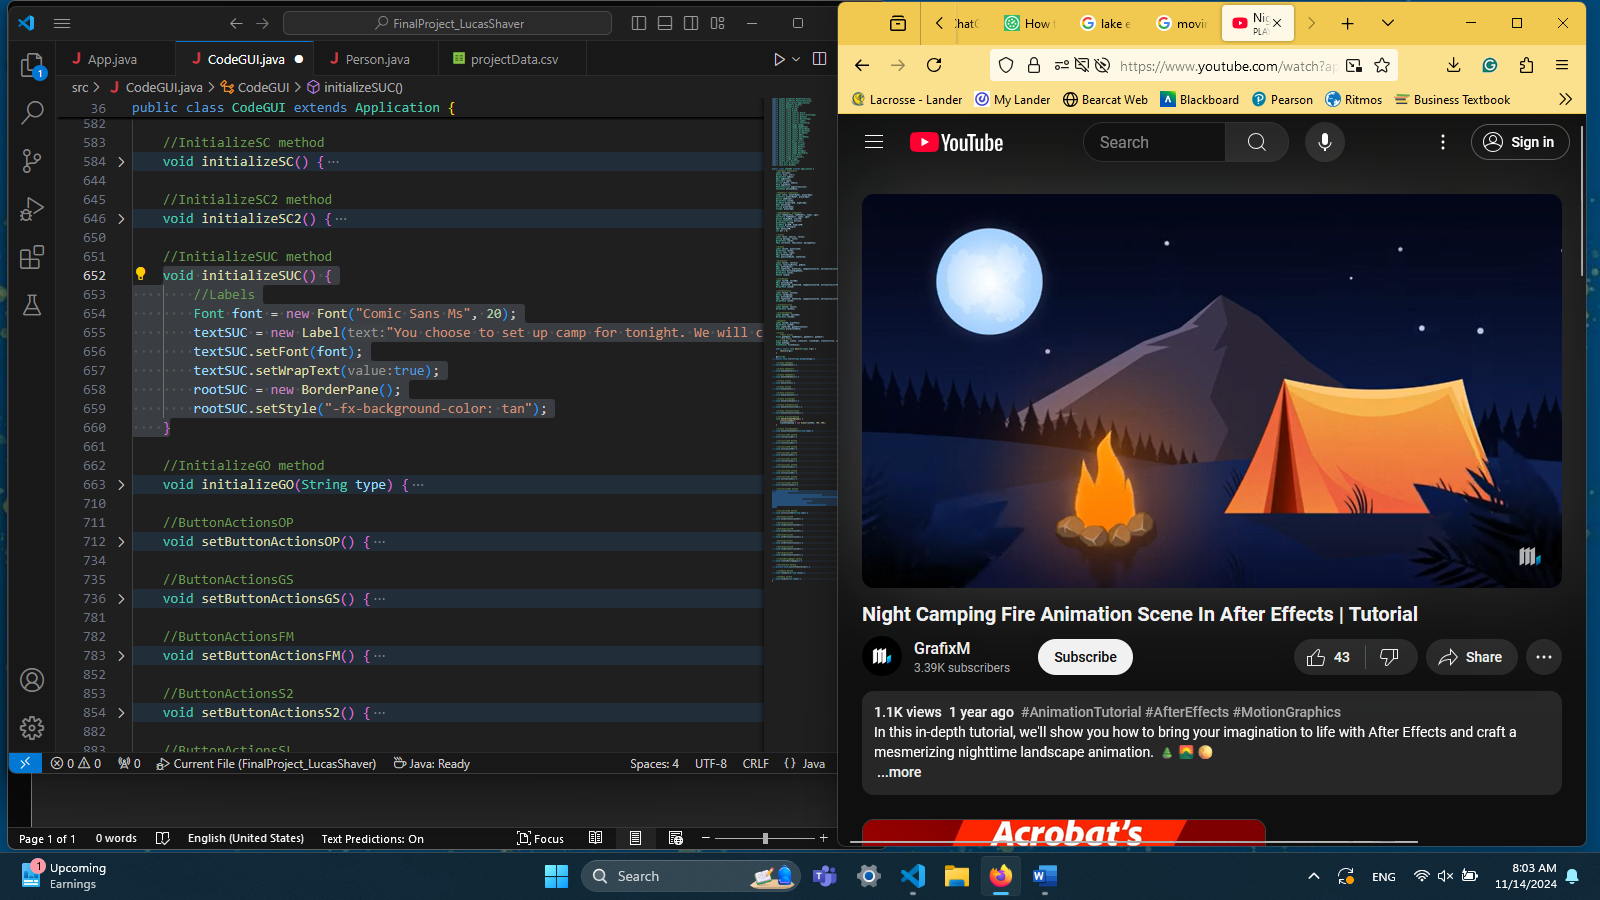 FinalProject_LucasShaver
App.java
CodeGUI.java
Person.java
projectData.csv
src > CodeGUI.java > CodeGUI > initializeSUC()
36 public class CodeGUI extends Application {
582
583 //InitializeSC method
584 void initializeSC() {···
644
645 //InitializeSC2 method
646 void initializeSC2() {···
650
651 //InitializeSUC method
652 void initializeSUC() {
653 //Labels
654 Font font = new Font("Comic Sans Ms", 20);
655 textSUC = new Label(text:"You choose to set up camp for tonight. We will c
656 textSUC.setFont(font);
657 textSUC.setWrapText(value:true);
658 rootSUC = new BorderPane();
659 rootSUC.setStyle("-fx-background-color: tan");
660 }
661
662 //InitializeGO method
663 void initializeGO(String type) {···
710
711 //ButtonActionsOP
712 void setButtonActionsOP() {···
734
735 //ButtonActionsGS
736 void setButtonActionsGS() {···
781
782 //ButtonActionsFM
783 void setButtonActionsFM() {···
852
853 //ButtonActionsS2
854 void setButtonActionsS2() {···
882
883 //ButtonActionsSL
1
0 0 0 Current File (FinalProject_LucasShaver) Java: Ready Spaces: 4 UTF-8 CRLF {} Java
Page 1 of 1 0 words English (United States) Text Predictions: On Focus
How
lake
movi
PLAY
https://www.youtube.com/watch?ap
Lacrosse - Lander
My Lander
Bearcat Web
Blackboard
Pearson
Ritmos
Business Textbook
YouTube
Search
Sign in
Night Camping Fire Animation Scene In After Effects | Tutorial
GrafixM
3.39K subscribers
Subscribe
43
Share
1.1K views 1 year ago #AnimationTutorial #AfterEffects #MotionGraphics
In this in-depth tutorial, we'll show you how to bring your imagination to life with After Effects and craft a
mesmerizing nighttime landscape animation.
...more
Acrobat's
1
Upcoming
Earnings
Search
ENG
8:03 AM
11/14/2024